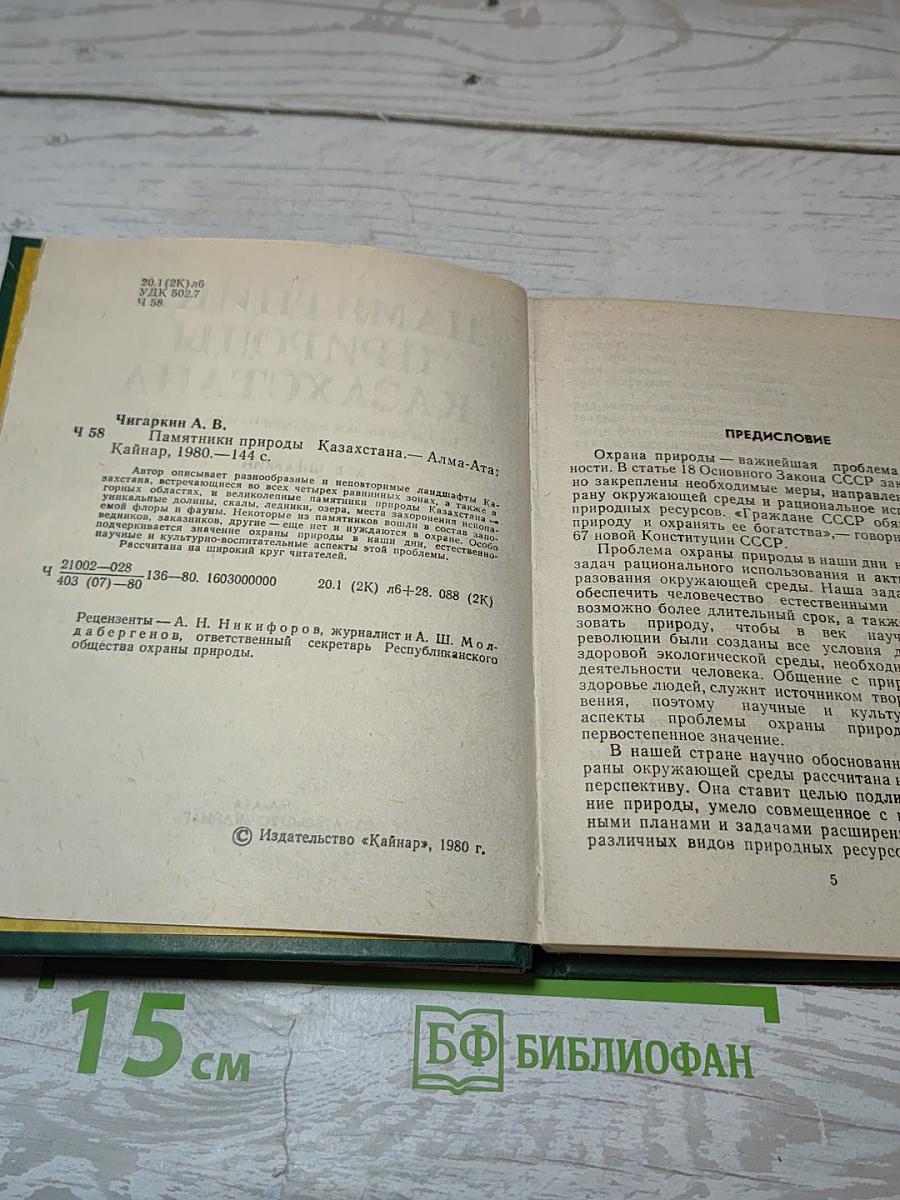 20.1(2К)л6
УДК 502.7
Ч 58
Чигаркин А. В.
Ч 58 Памятники природы Казахстана.— Алма-Ата:
Қайнар, 1980.—144 с.
Автор описывает разнообразные и неповторимые ландшафты Ка-
захстана, встречающиеся во всех четырех равнинных зонах, а также в
горных областях, и великолепные памятники природы Казахстана —
уникальные долины, скалы, ледники, озера, места захоронения ископа-
емой флоры и фауны. Некоторые из памятников вошли в состав запо-
ведников, заказников, другие — еще нет и нуждаются в охране. Особо
подчеркивается значение охраны природы в наши дни, естественно-
научные и культурно-воспитательные аспекты этой проблемы.
Рассчитана на широкий круг читателей.
Ч 21002—028
403 (07)—80 136—80. 1603000000 20.1 (2К) л6+28. 088 (2К)
Рецензенты — А. Н. Никифоров, журналист и А. Ш. Мол-
дабергенов, ответственный секретарь Республиканского
общества охраны природы.
© Издательство «Қайнар», 1980 г.
ПРЕДИСЛОВИЕ
Охрана природы — важнейшая проблема
ности. В статье 18 Основного Закона СССР зак
но закреплены необходимые меры, направлен
рану окружающей среды и рациональное исп
природных ресурсов. «Граждане СССР обя
природу и охранять ее богатства»,— говори
67 новой Конституции СССР.
Проблема охраны природы в наши дни н
задач рационального использования и акти
разования окружающей среды. Наша зада
обеспечить человечество естественными
возможно более длительный срок, а также
зовать природу, чтобы в век науч
революции были созданы все условия д
здоровой экологической среды, необходи
деятельности человека. Общение с прир
здоровье людей, служит источником твор
вения, поэтому научные и культу
аспекты проблемы охраны природ
первостепенное значение.
В нашей стране научно обоснованн
раны окружающей среды рассчитана н
перспективу. Она ставит целью подли
ние природы, умело совмещенное с
ными планами и задачами расширен
различных видов природных ресурсо
5
15 см
БФ БИБЛИОФАН